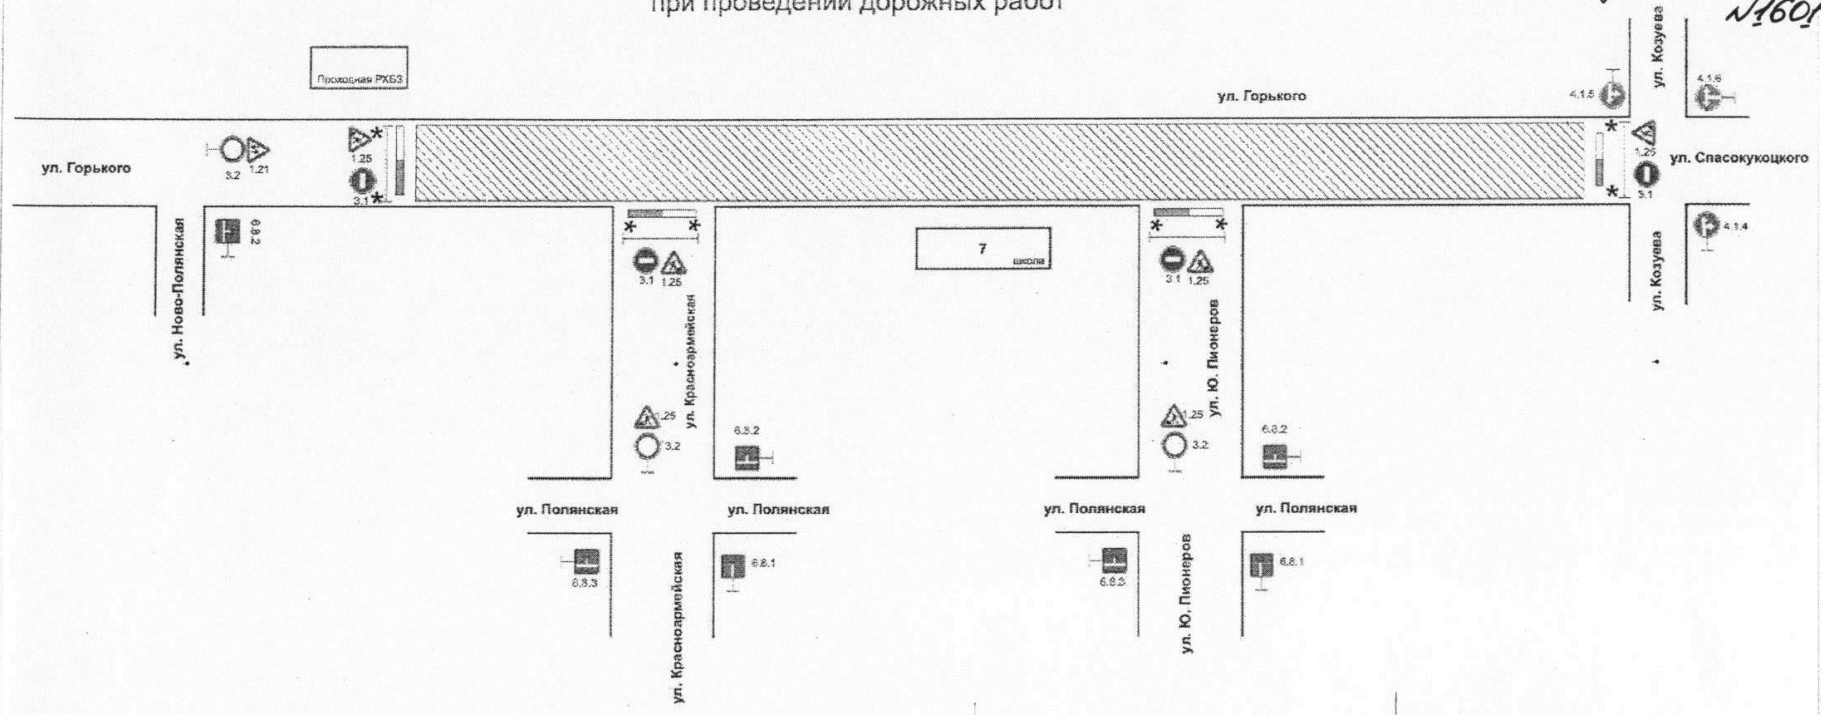 при проведении дорожных работ
№1601
Проходная РХБЗ
ул. Горького
4.1.5
ул. Козуева
4.1.6
ул. Горького
3.2
1.21
1.25
3.1
1.25
3.1
ул. Спасокукоцкого
6.8.2
ул. Ново-Полянская
3.1
1.25
ул. Красноармейская
7
школа
3.1
1.25
ул. Ю. Пионеров
ул. Козуева
4.1.4
1.25
3.2
6.8.2
1.25
3.2
6.8.2
ул. Полянская
ул. Полянская
ул. Полянская
ул. Полянская
6.8.3
6.8.1
6.8.3
6.8.1
ул. Красноармейская
ул. Ю. Пионеров